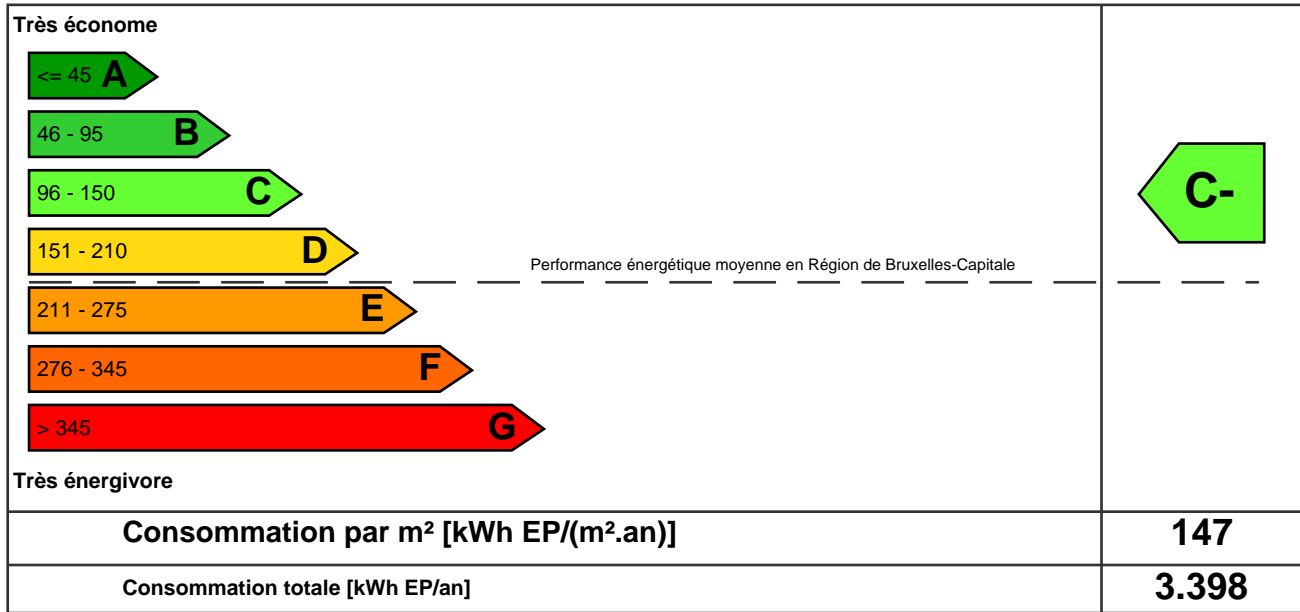 Très économe
<= 45 A
46 - 95 B
96 - 150 C
C-
151 - 210 D
Performance énergétique moyenne en Région de Bruxelles-Capitale
211 - 275 E
276 - 345 F
> 345 G
Très énergivore
Consommation par m² [kWh EP/(m².an)] 147
Consommation totale [kWh EP/an] 3.398